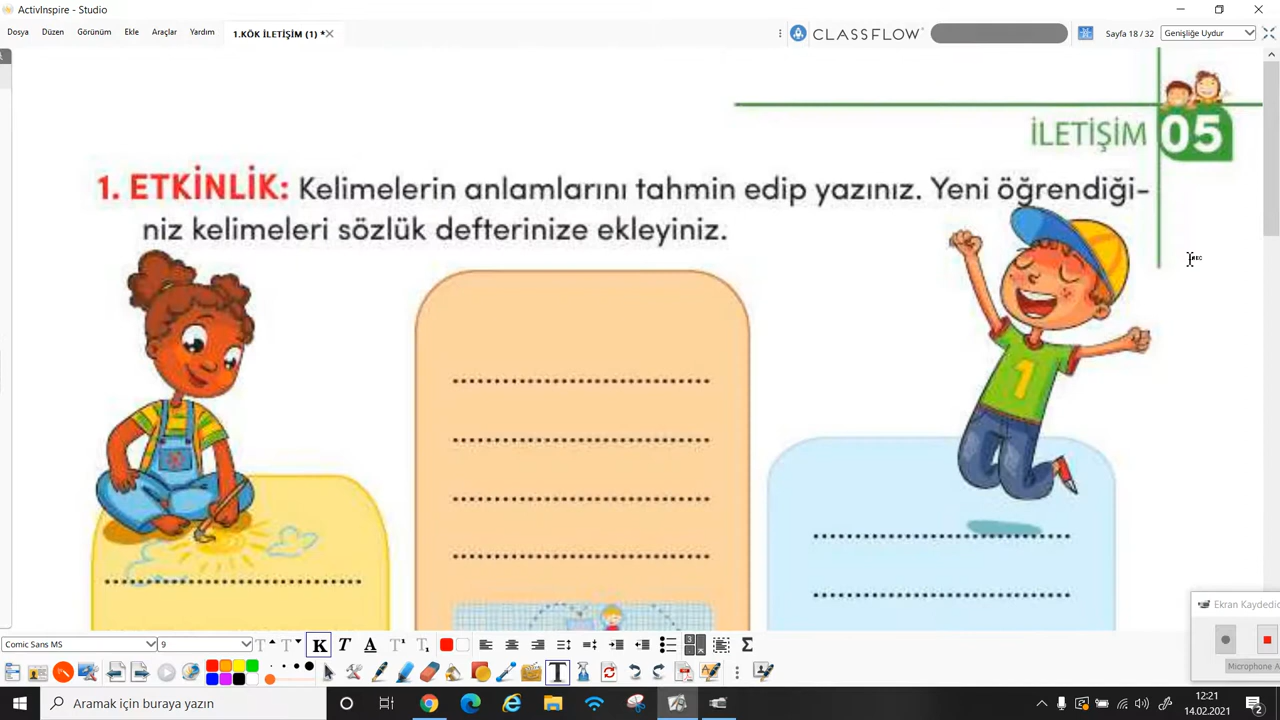 ActivInspire - Studio
Dosya Düzen Görünüm Ekle Araçlar Yardım
1.KÖK İLETİŞİM (1) *
CLASSFLOW
Sayfa 18 / 32
Genişliğe Uydur
İLETİŞİM 05
1. ETKİNLİK: Kelimelerin anlamlarını tahmin edip yazınız. Yeni öğrendiği-
niz kelimeleri sözlük defterinize ekleyiniz.
1
Ekran Kaydedic
Comic Sans MS 9
Microphone A
Aramak için buraya yazın
12:21
14.02.2021
2